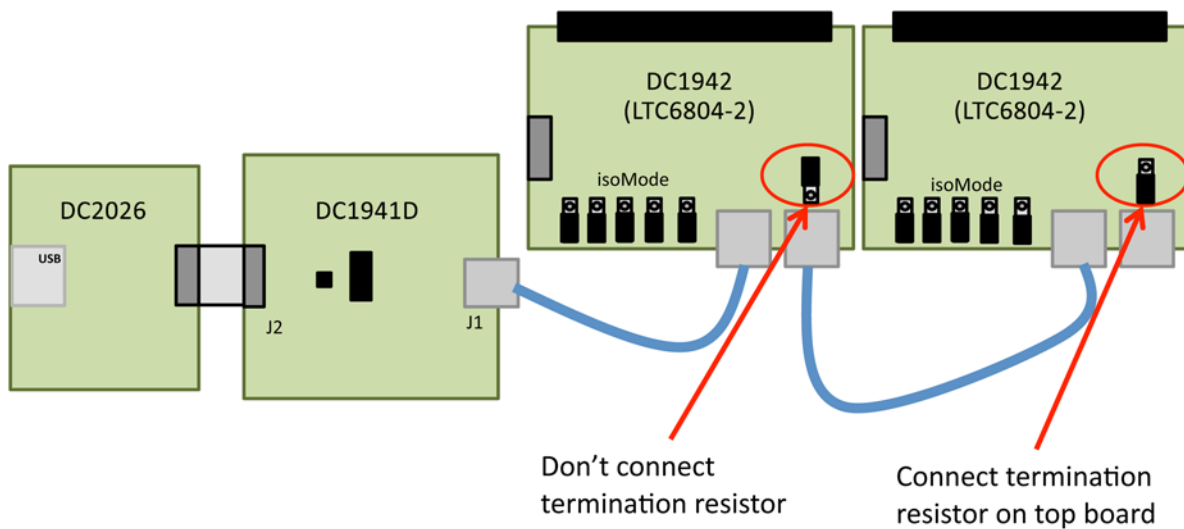 DC2026
USB
DC1941D
J2
J1
DC1942
(LTC6804-2)
isoMode
DC1942
(LTC6804-2)
isoMode
Don't connect
termination resistor
Connect termination
resistor on top board